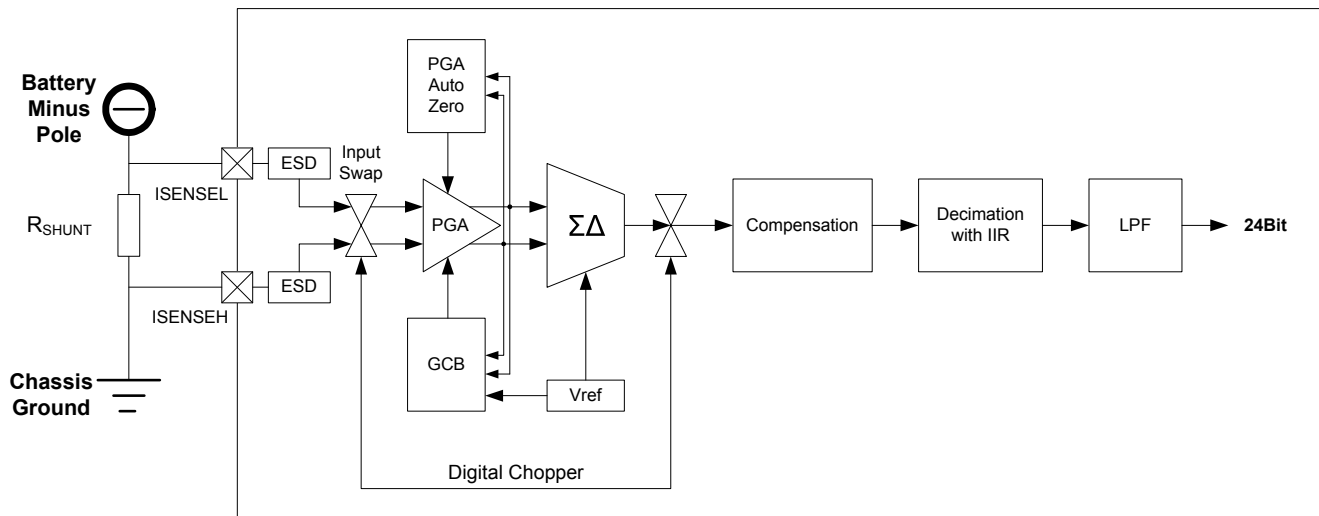 Battery
Minus
Pole
ISENSEL
RSHUNT
ISENSEH
Chassis
Ground
ESD
ESD
Input
Swap
PGA
Auto
Zero
PGA
GCB
Vref
ΣΔ
Digital Chopper
Compensation
Decimation
with IIR
LPF
24Bit